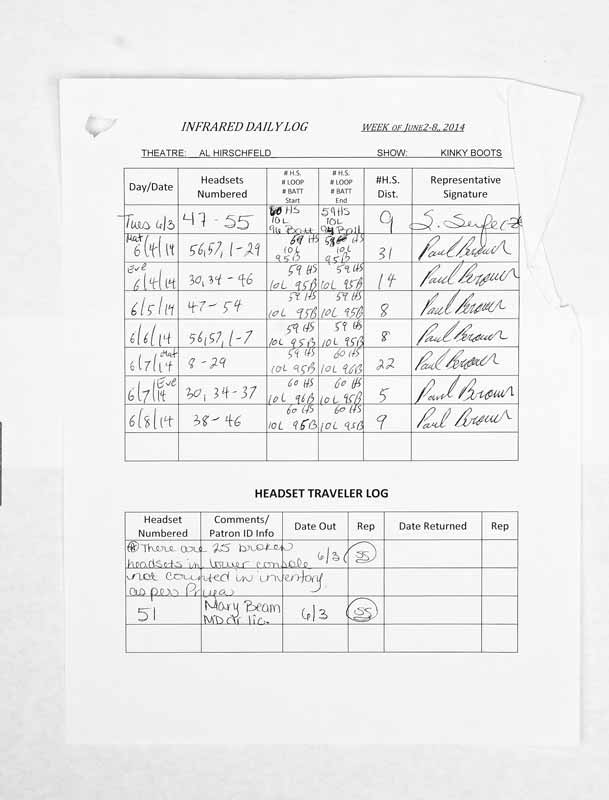 INFRARED DAILY LOG WEEK OF JUNE2-8, 2014
THEATRE: AL HIRSCHFELD SHOW: KINKY BOOTS
Day/Date Headsets Numbered # H.S. # LOOP # BATT Start # H.S. # LOOP # BATT End #H.S. Dist. Representative Signature
Tues 6/3 47-55 60 HS 10L 94 Batt 59HS 10L 94 Batt 9
Mat 6/4/14 56,57, 1-29 59 HS 10L 95B 59 HS 10L 95B 31 Paul Brown
Eve 6/4/14 30, 34-46 59 HS 10L 95B 59 HS 10L 95B 14 Paul Brown
6/5/14 47-54 59 HS 10L 95B 59 HS 10L 95B 8 Paul Brown
6/6/14 56,57, 1-7 59 HS 10L 95B 59 HS 10L 95B 8 Paul Brown
6/7/14 Mat 8-29 59 HS 10L 95B 60 HS 10L 96B 22 Paul Brown
6/7/14 Eve 30, 34-37 60 HS 10L 96B 60 HS 10L 95B 5 Paul Brown
6/8/14 38-46 60 HS 10L 95B 60 HS 10L 95B 9 Paul Brown
HEADSET TRAVELER LOG
Headset Numbered Comments/ Patron ID Info Date Out Rep Date Returned Rep
There are 25 broken 6/3 SS
headsets in lower console
not counted in inventory
as per Priya
51 Mary Beam MD dr lic. 6/3 SS